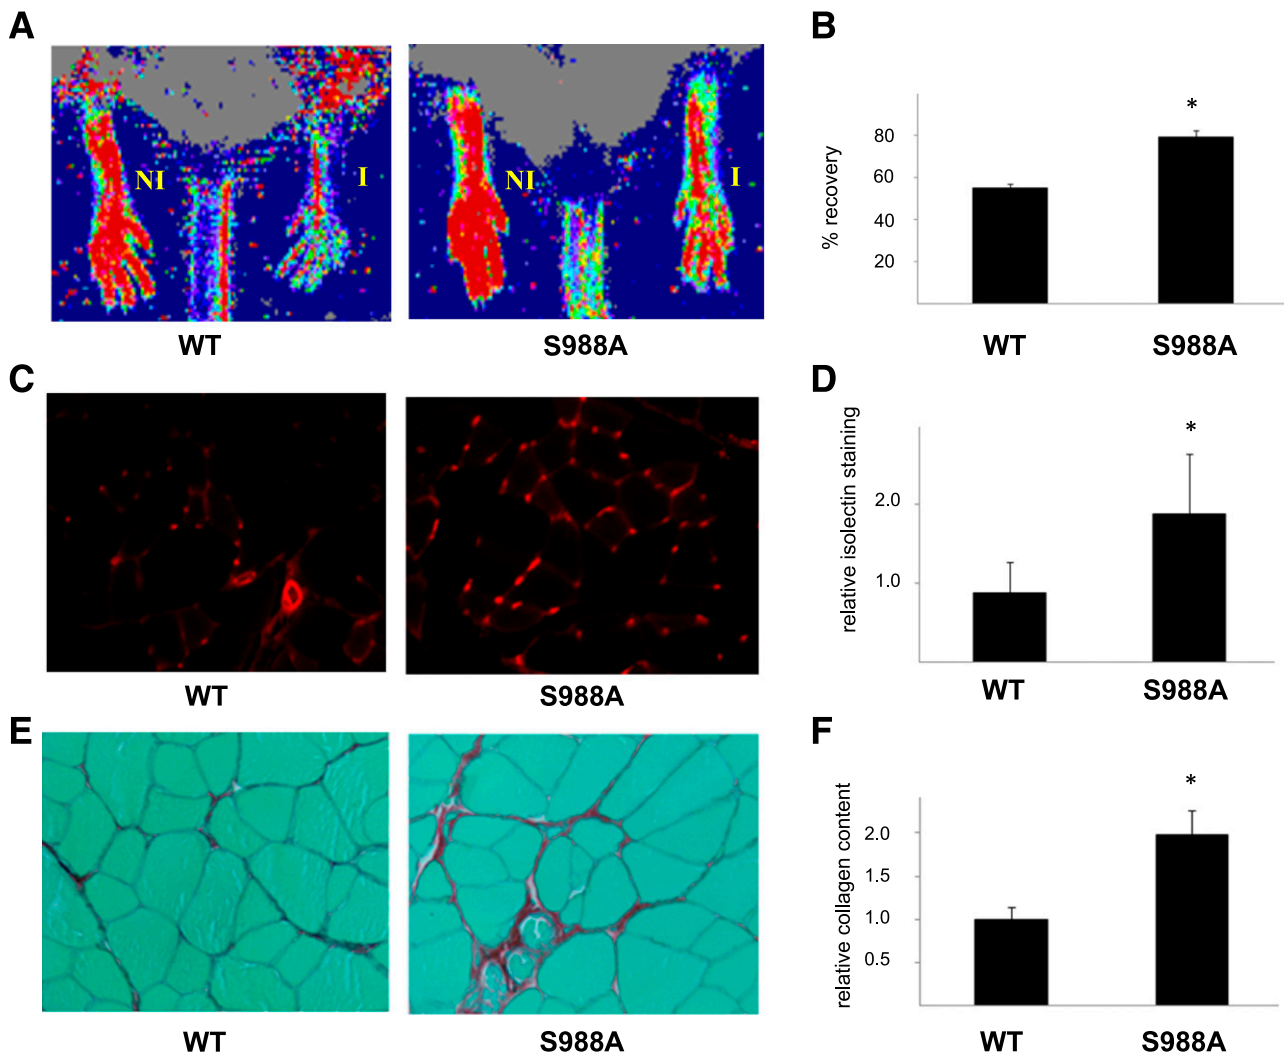 A
NI
I
NI
I
WT
S988A
B
*
% recovery
80
60
40
20
WT
S988A
C
WT
S988A
D
*
relative isolectin staining
2.0
1.0
WT
S988A
E
WT
S988A
F
*
relative collagen content
2.0
1.5
1.0
0.5
WT
S988A